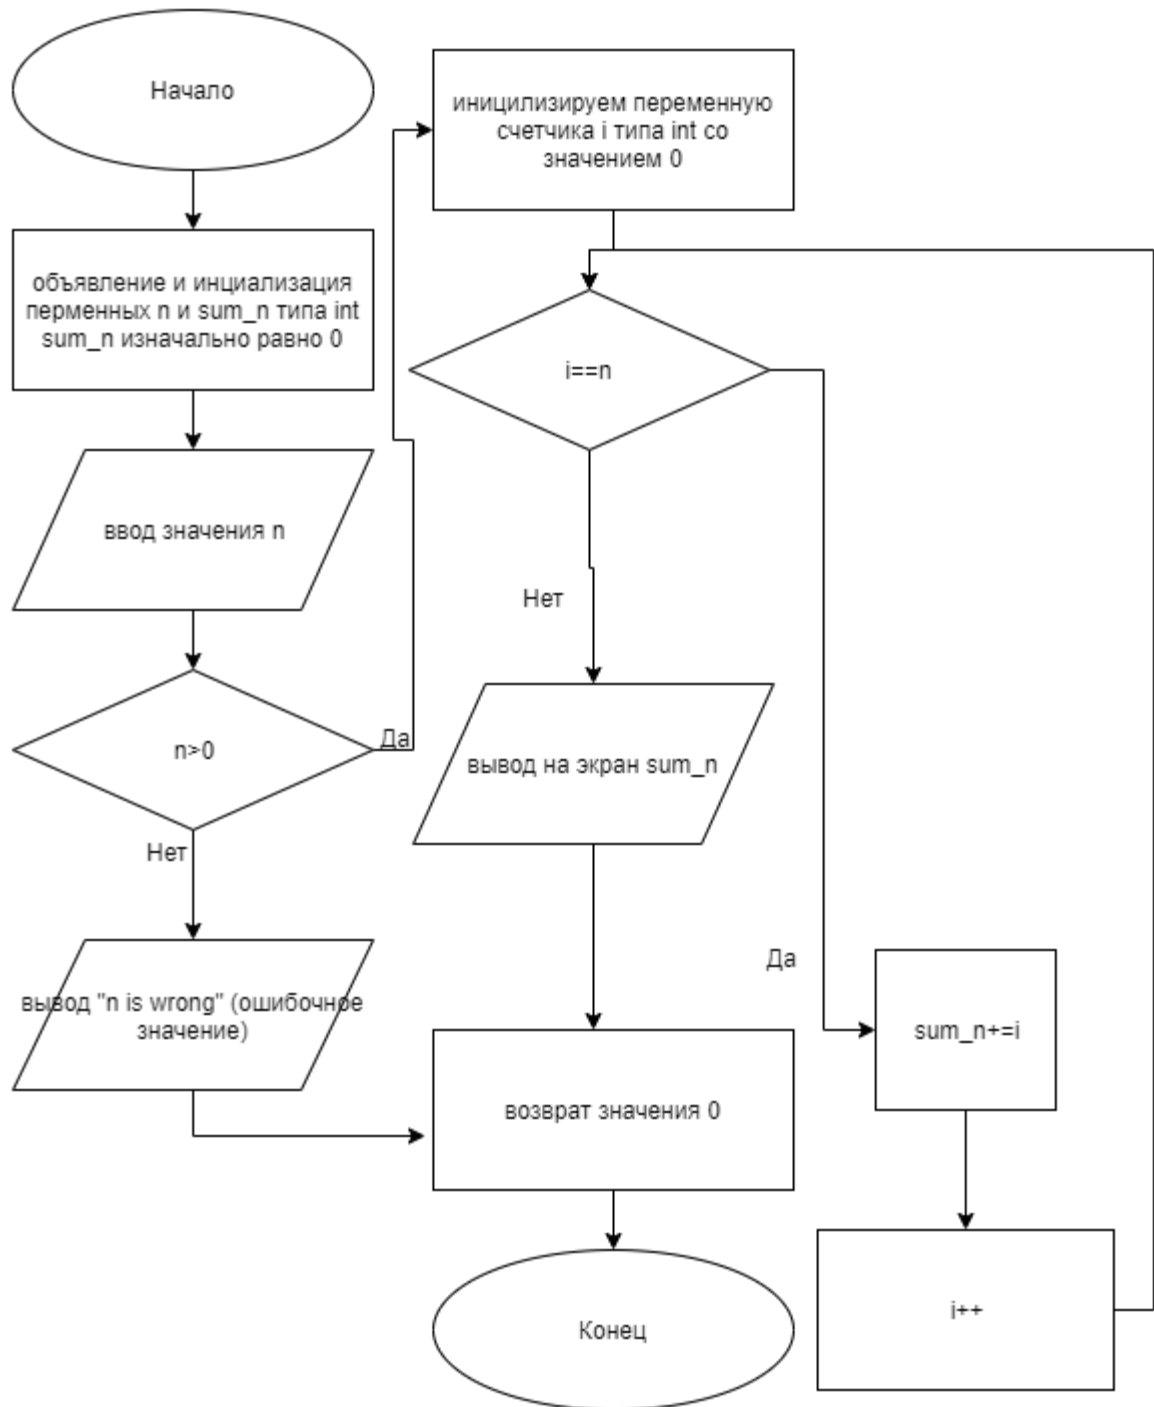 Начало
объявление и инциализация
перменных n и sum_n типа int
sum_n изначально равно 0
ввод значения n
n>0
Да
Нет
вывод "n is wrong" (ошибочное
значение)
иницилизируем переменную
счетчика i типа int со
значением 0
i==n
Нет
вывод на экран sum_n
Да
sum_n+=i
i++
возврат значения 0
Конец